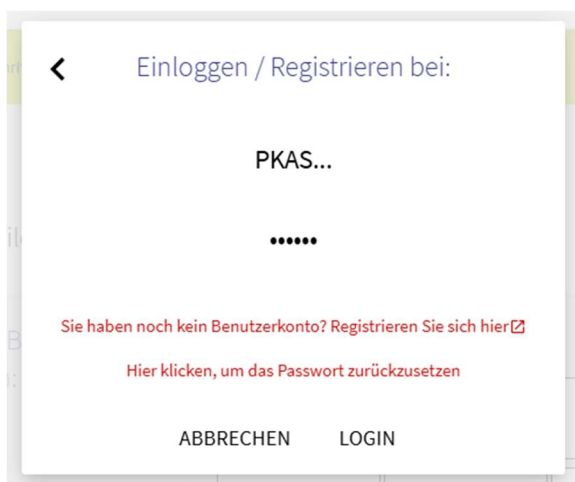 Einloggen / Registrieren bei:
PKAS...
••••••
Sie haben noch kein Benutzerkonto? Registrieren Sie sich hier
Hier klicken, um das Passwort zurückzusetzen
ABBRECHEN LOGIN